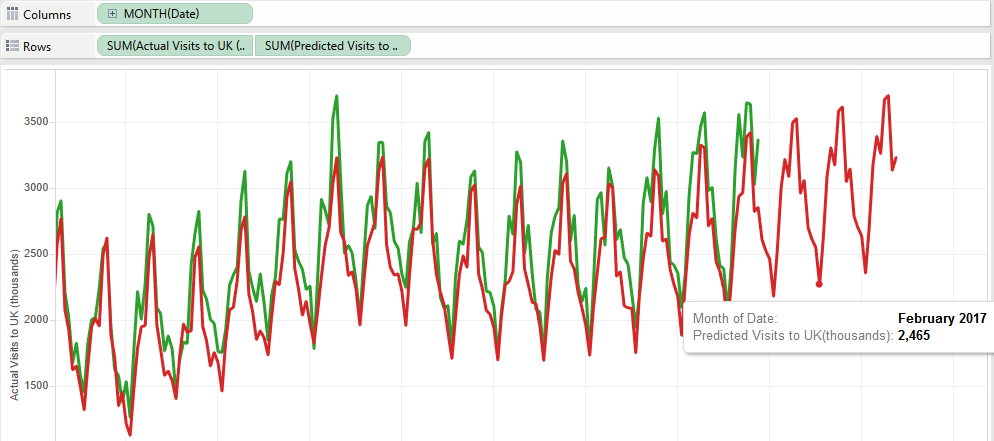 Columns MONTH(Date)
Rows SUM(Actual Visits to UK (.. SUM(Predicted Visits to ..
Actual Visits to UK (thousands)
3500
3000
2500
2000
1500
Month of Date: February 2017
Predicted Visits to UK(thousands): 2,465